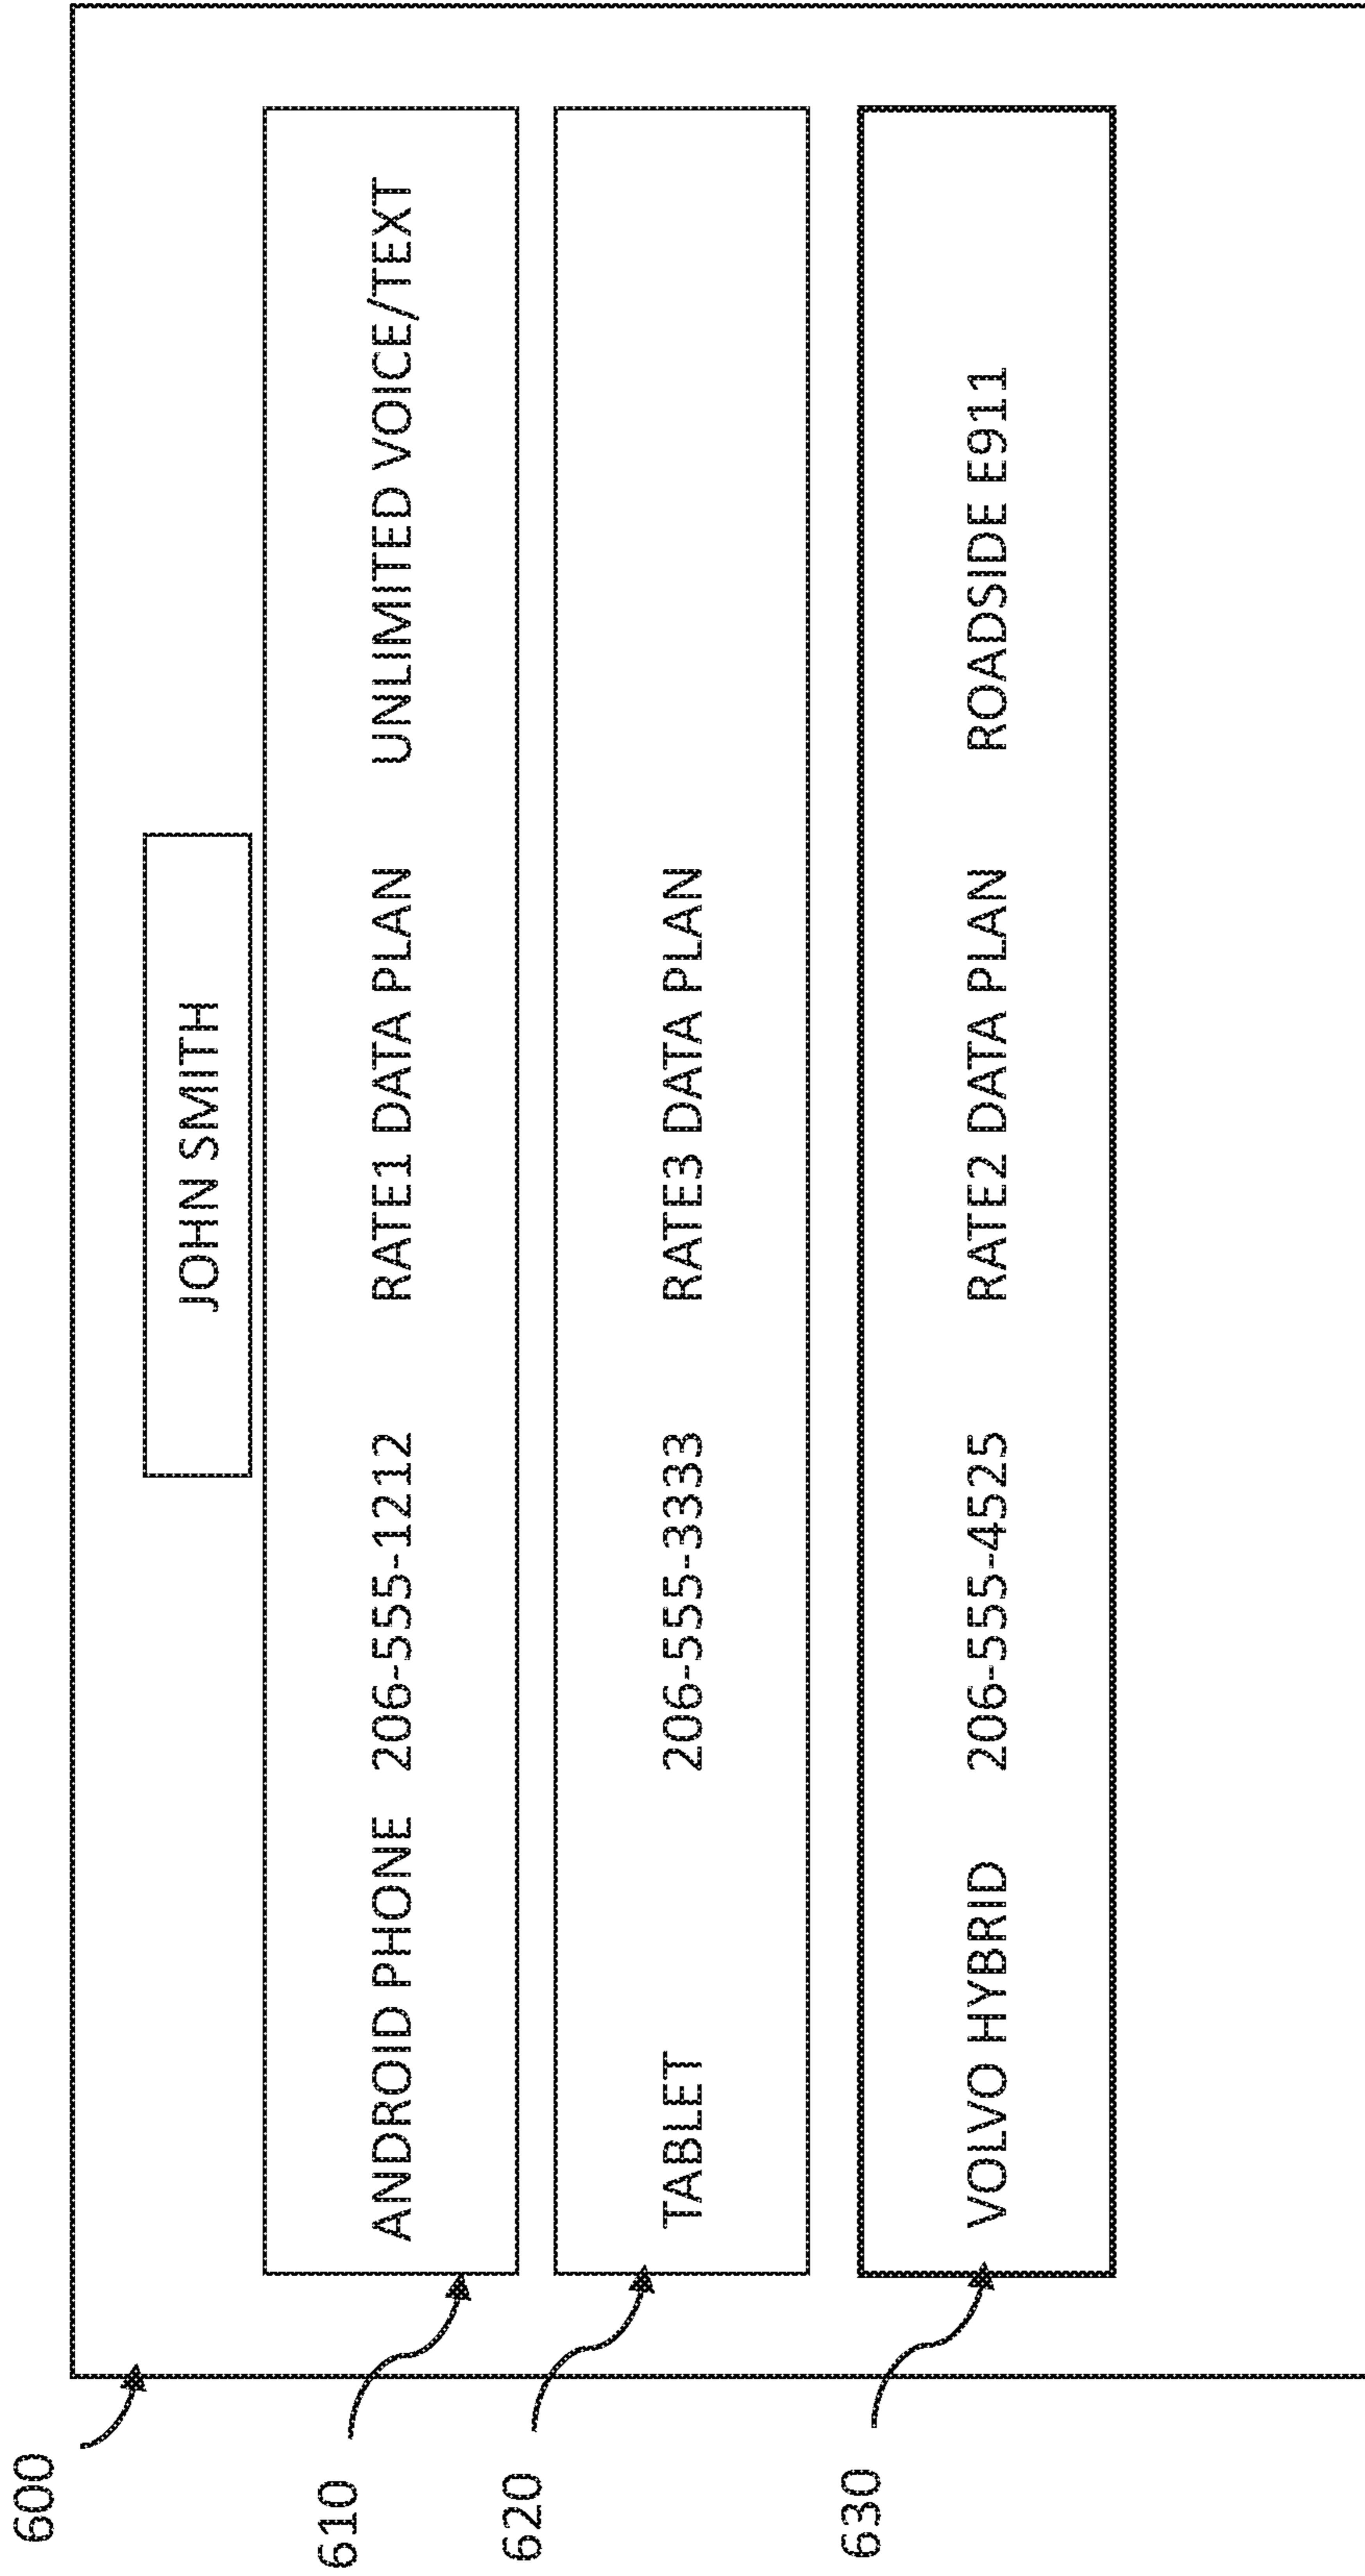 600
JOHN SMITH
610
ANDROID PHONE 206-555-1212 RATE1 DATA PLAN UNLIMITED VOICE/TEXT
620
TABLET 206-555-3333 RATE3 DATA PLAN
630
VOLVO HYBRID 206-555-4525 RATE2 DATA PLAN ROADSIDE E911